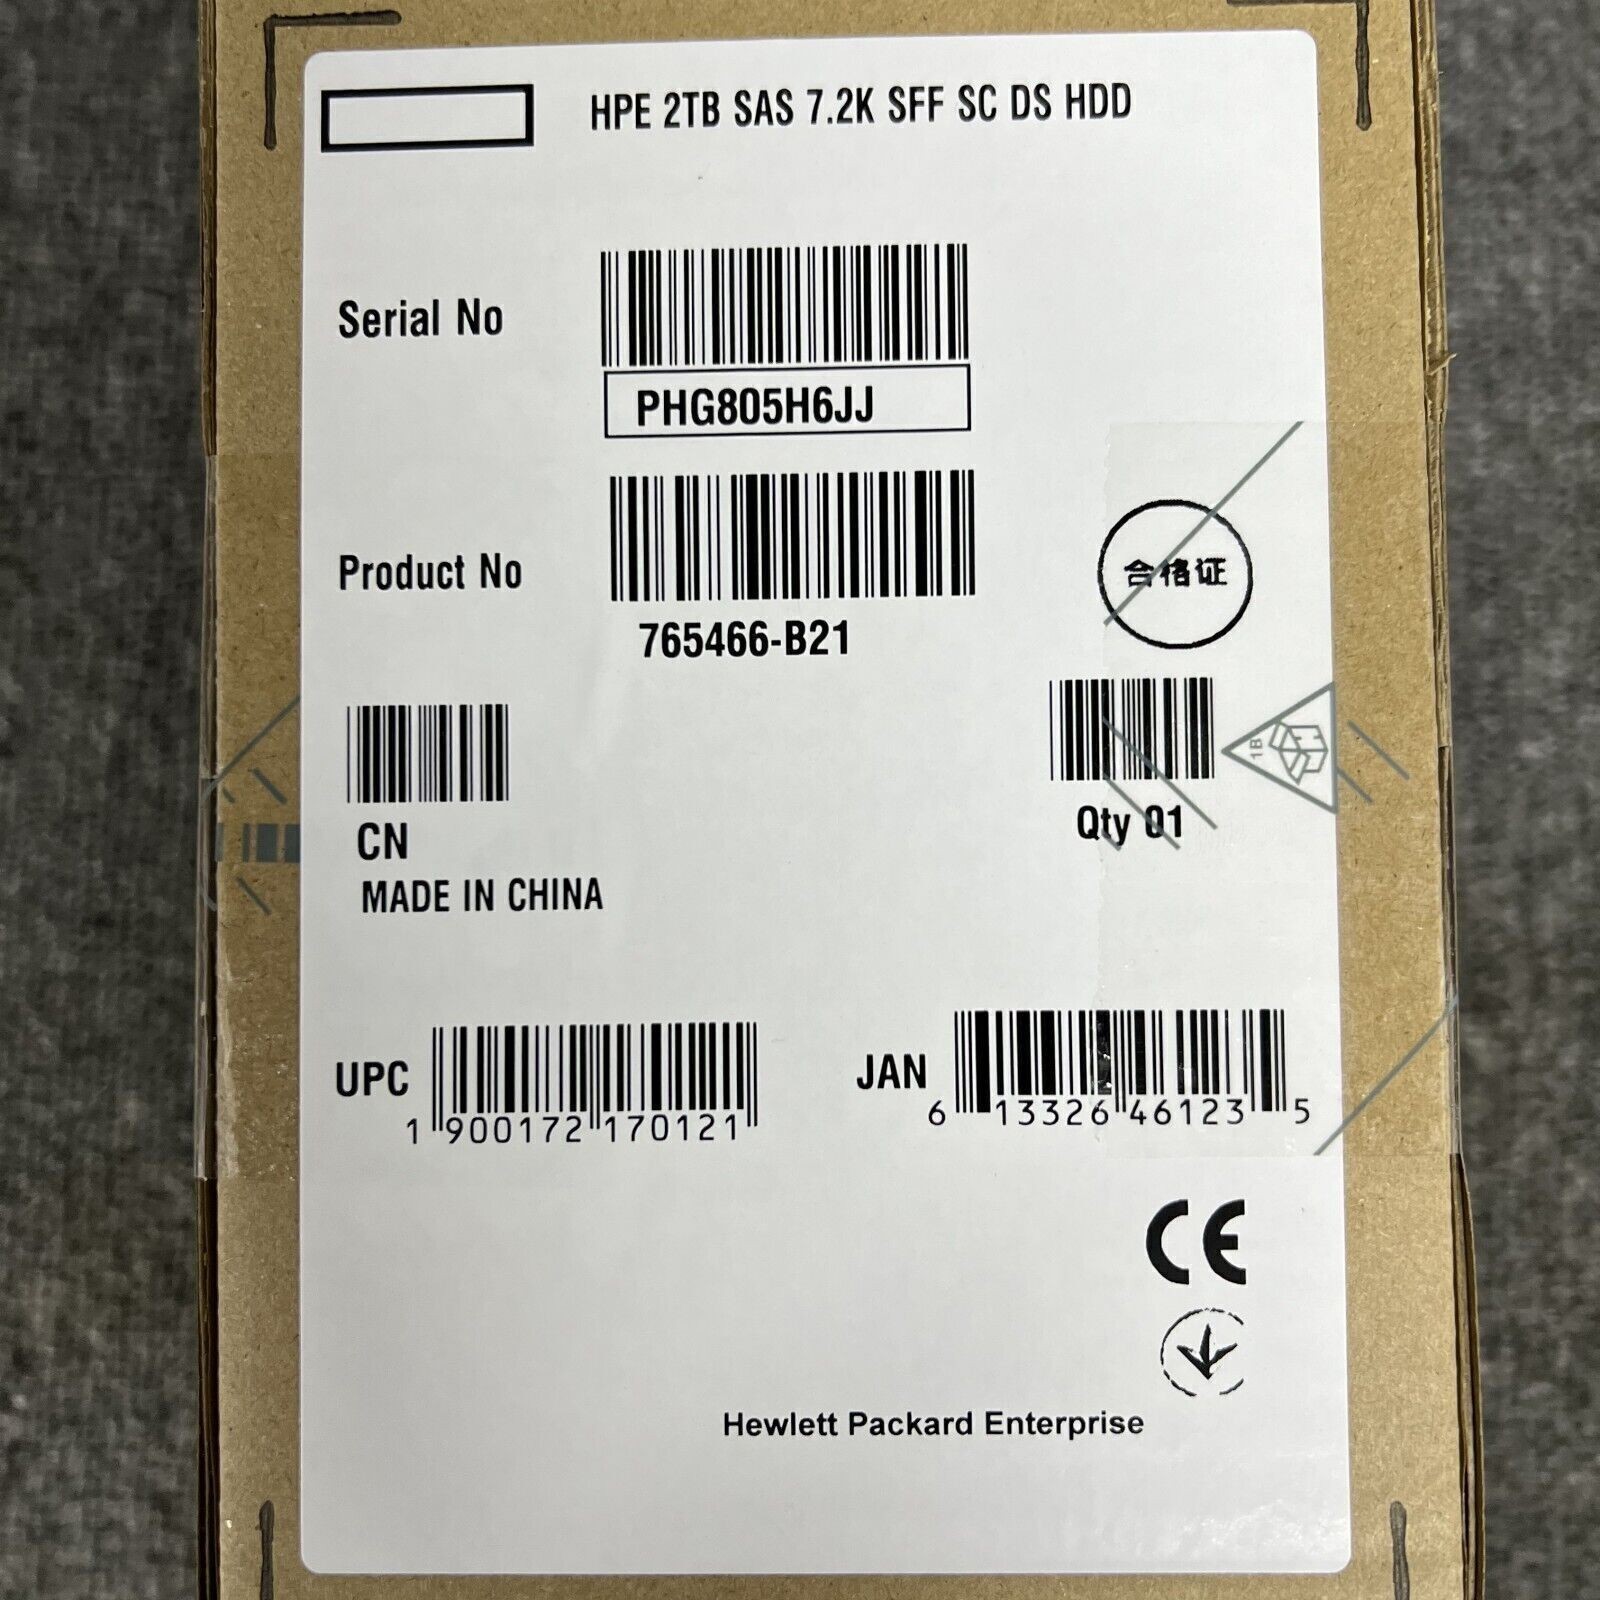 HPE 2TB SAS 7.2K SFF SC DS HDD
Serial No
PHG805H6JJ
Product No
765466-B21
合格证
CN
MADE IN CHINA
Qty 01
1B
UPC
1 900172 170121
JAN
6 13326 46123 5
CE
Hewlett Packard Enterprise